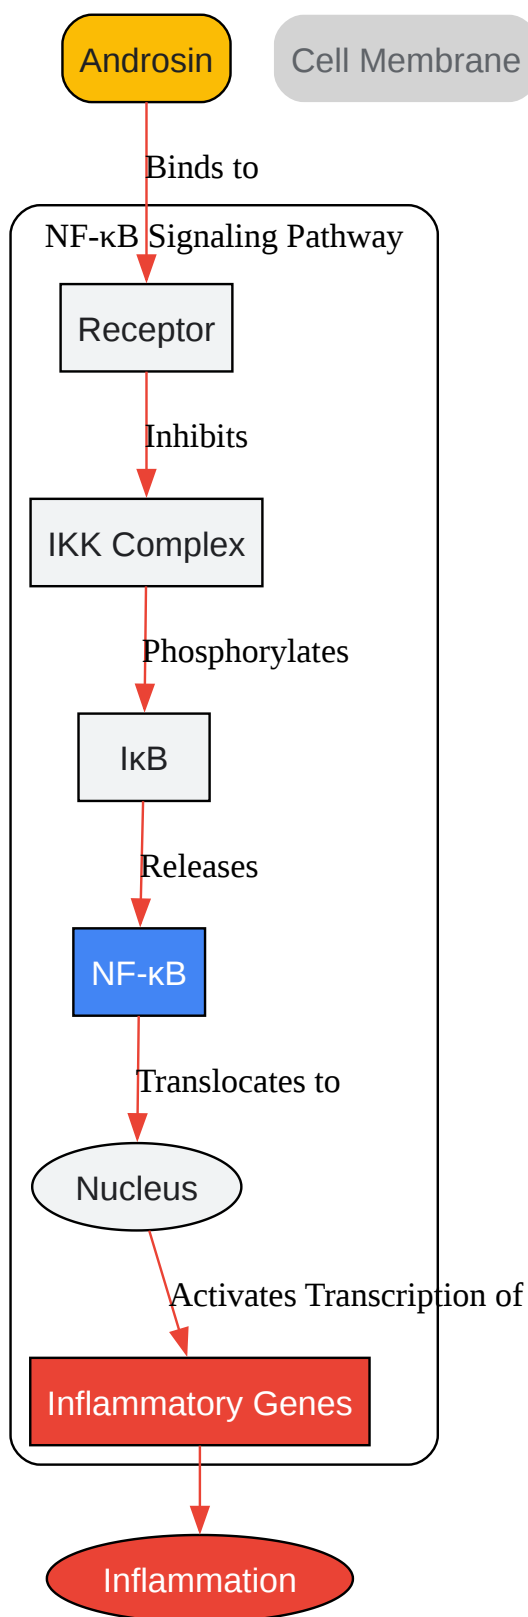 Androsin
Cell Membrane
Binds to
NF-κB Signaling Pathway
Receptor
Inhibits
IKK Complex
Phosphorylates
IκB
Releases
NF-κB
Translocates to
Nucleus
Activates Transcription of
Inflammatory Genes
Inflammation